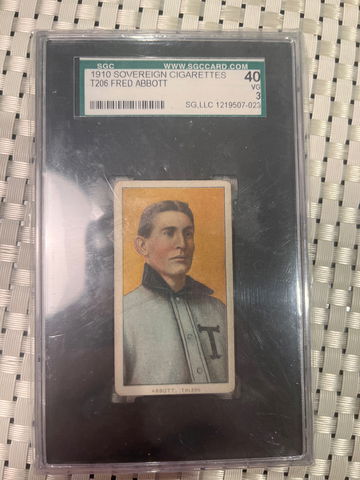 SGC WWW.SGCCARD.COM
1910 SOVEREIGN CIGARETTES 40
T206 FRED ABBOTT VG
3
SG,LLC 1219507-023
T
ABBOTT, TOLEDO